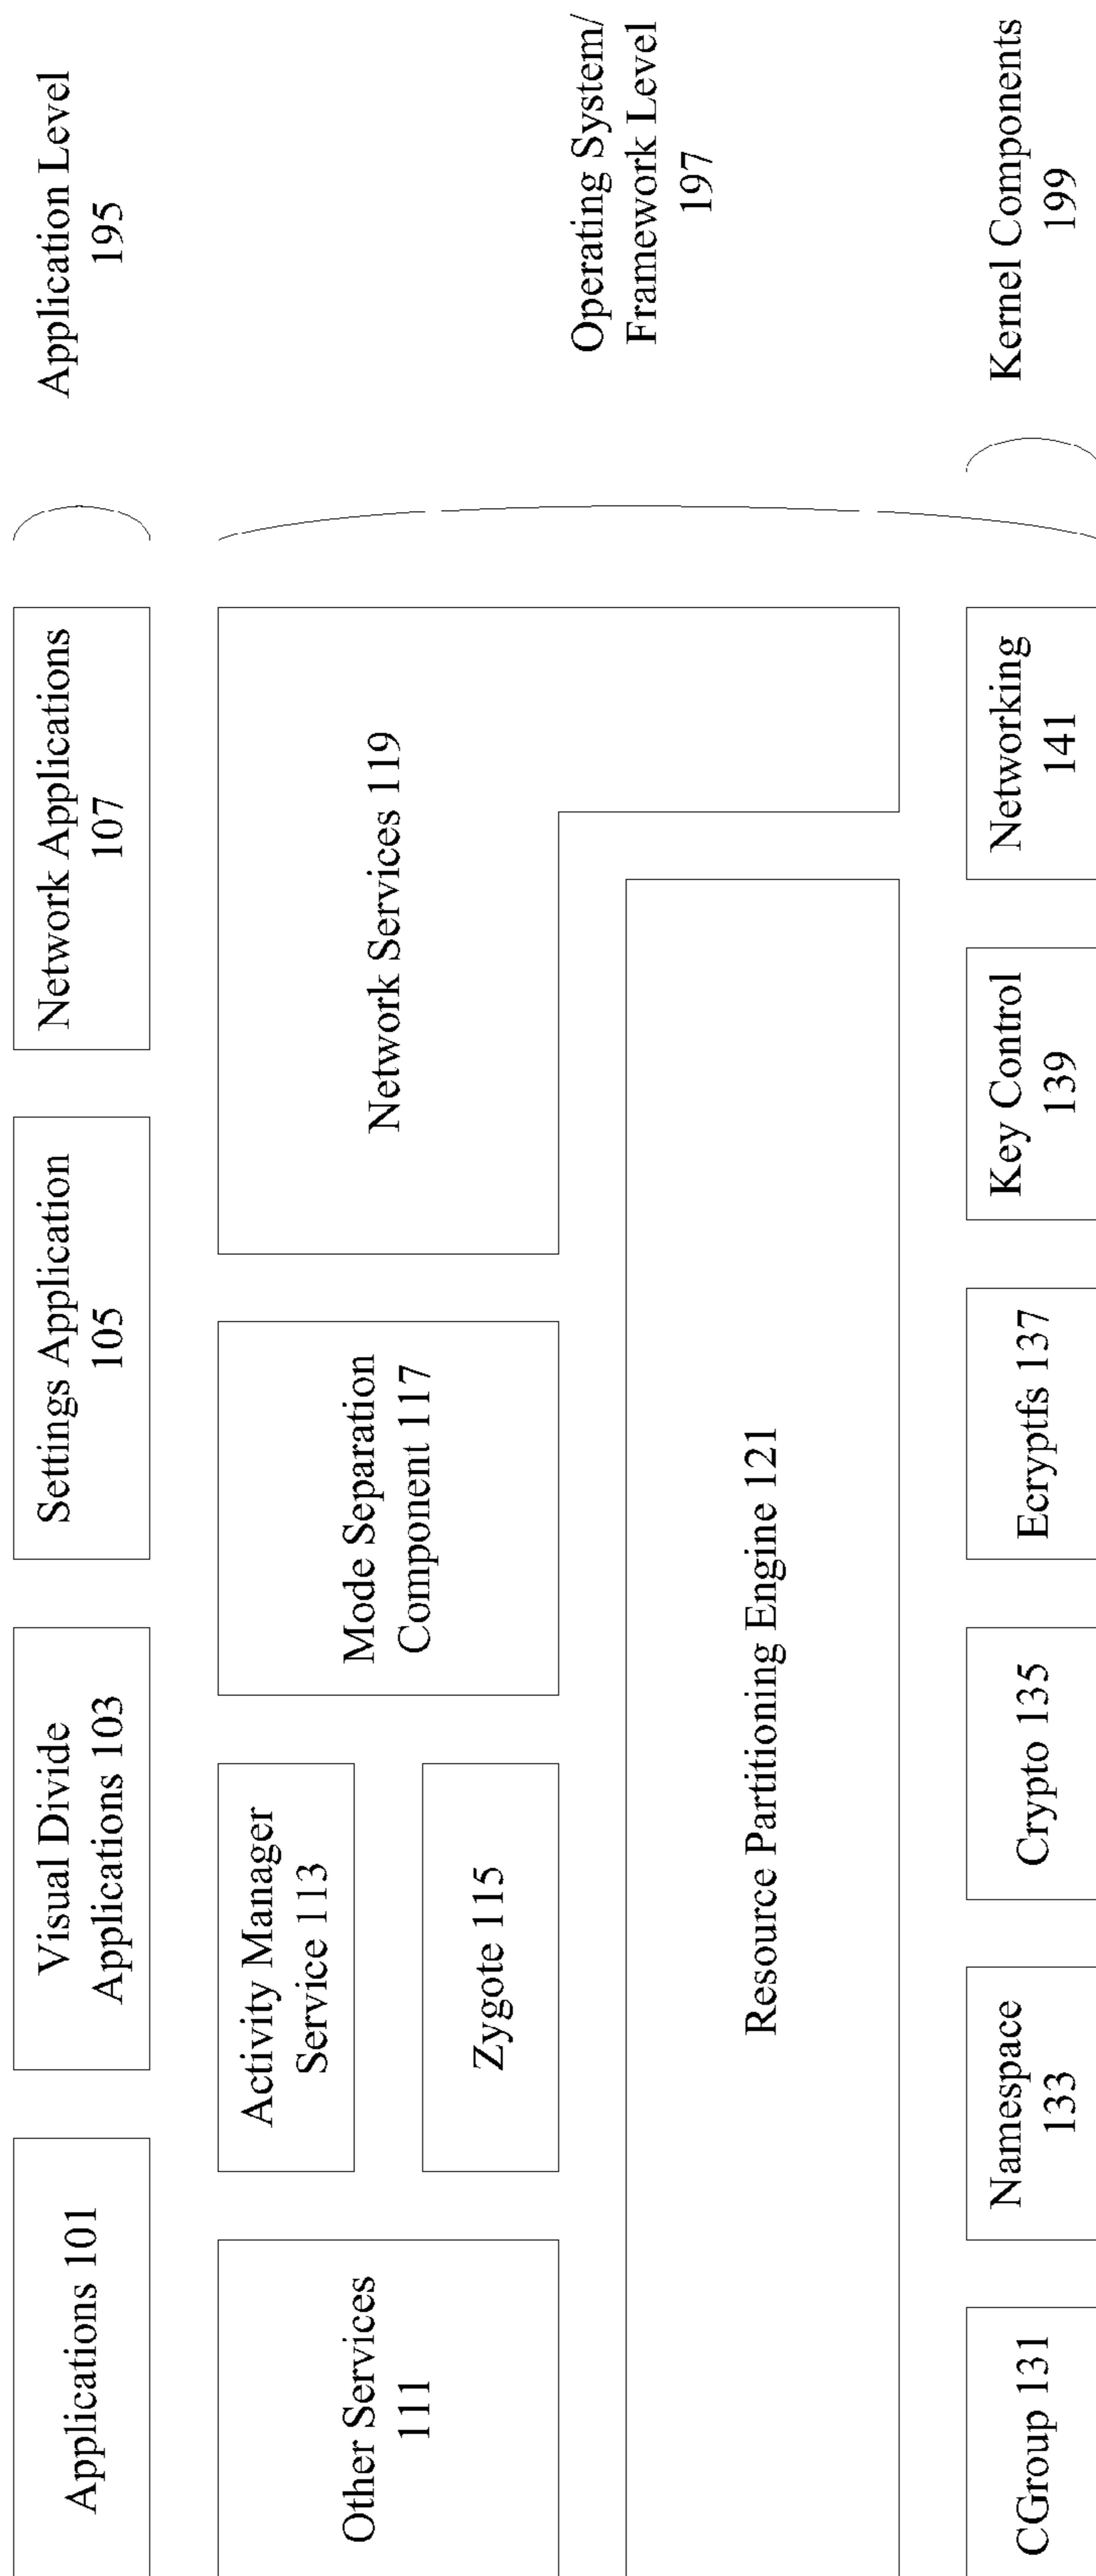 Applications 101
Visual Divide
Applications 103
Settings Application
105
Network Applications
107
Application Level
195
Other Services
111
Activity Manager
Service 113
Zygote 115
Mode Separation
Component 117
Network Services 119
Resource Partitioning Engine 121
Operating System/
Framework Level
197
CGroup 131
Namespace
133
Crypto 135
Ecryptfs 137
Key Control
139
Networking
141
Kernel Components
199